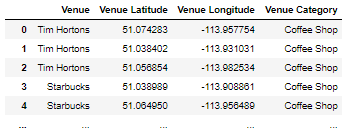 Venue Venue Latitude Venue Longitude Venue Category
0 Tim Hortons 51.074283 -113.957754 Coffee Shop
1 Tim Hortons 51.038402 -113.931031 Coffee Shop
2 Tim Hortons 51.056854 -113.982534 Coffee Shop
3 Starbucks 51.038989 -113.908861 Coffee Shop
4 Starbucks 51.064950 -113.956489 Coffee Shop
... ... ... ... ...